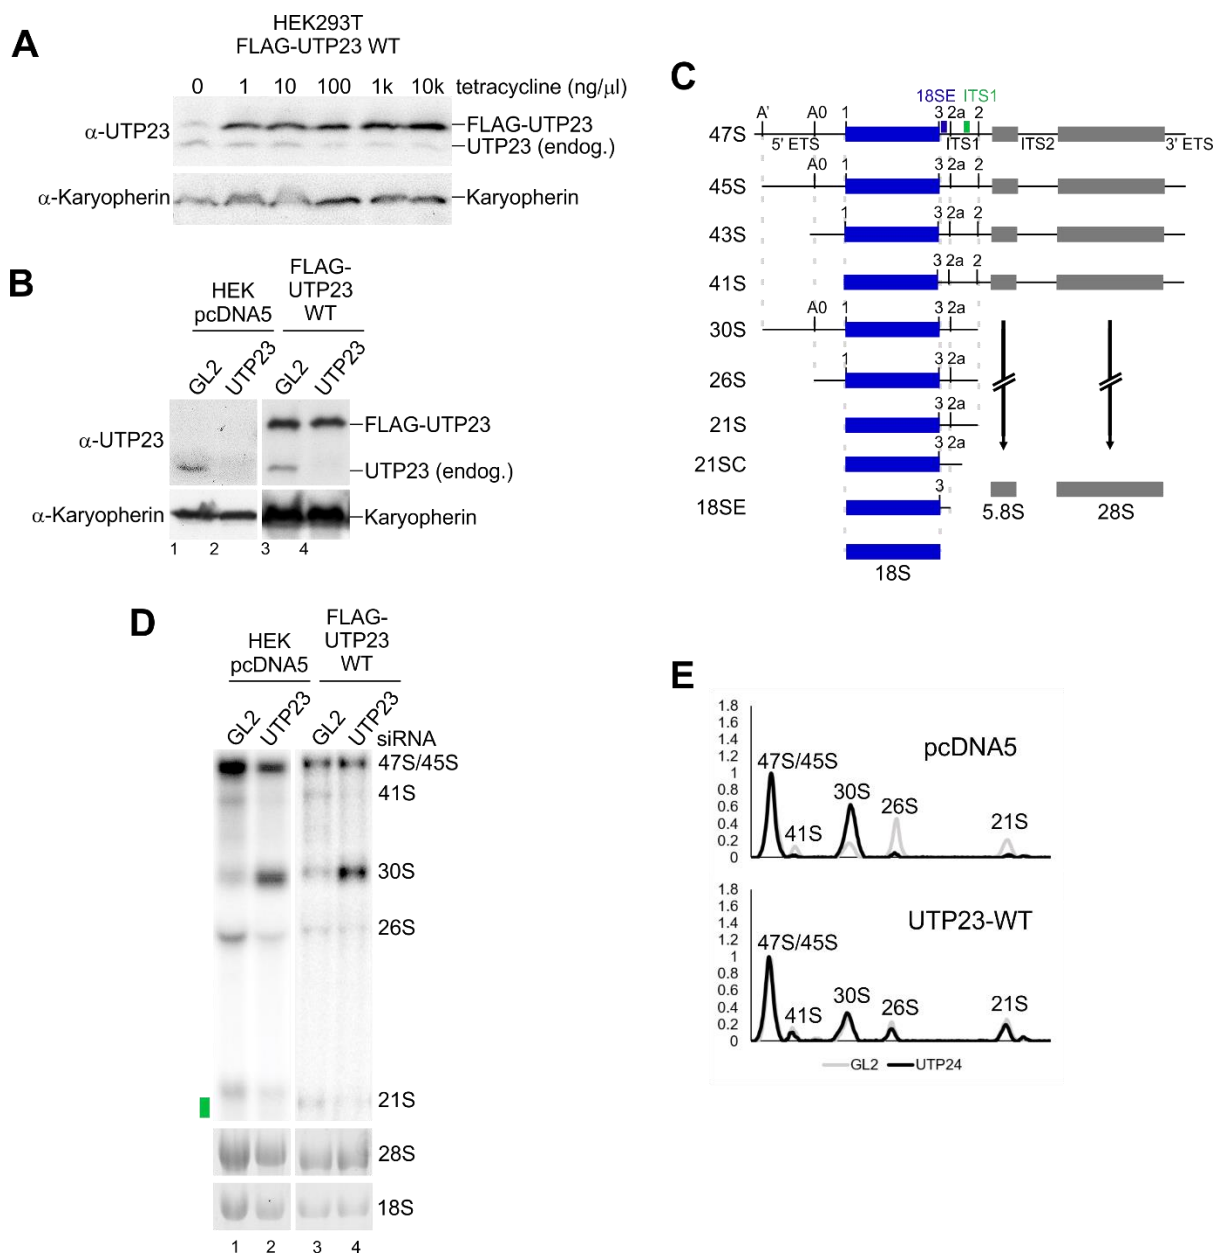 A
HEK293T
FLAG-UTP23 WT
0 1 10 100 1k 10k tetracycline (ng/µl)
α-UTP23
FLAG-UTP23
UTP23 (endog.)
α-Karyopherin
Karyopherin
B
HEK
pcDNA5
FLAG-
UTP23
WT
GL2 UTP23 GL2 UTP23
α-UTP23
FLAG-UTP23
UTP23 (endog.)
α-Karyopherin
Karyopherin
1 2 3 4
C
18SE ITS1
A' A0 1 3 2a 2
47S
5' ETS ITS1 ITS2 3' ETS
A0 1 3 2a 2
45S
1 3 2a 2
43S
3 2a 2
41S
A0 1 3 2a
30S
1 3 2a
26S
3 2a
21S
3 2a
21SC
3
18SE
5.8S 28S
18S
D
HEK
pcDNA5
FLAG-
UTP23
WT
GL2 UTP23 GL2 UTP23 siRNA
47S/45S
41S
30S
26S
21S
28S
18S
1 2 3 4
E
1.8
1.6
1.4
1.2
1
0.8
0.6
0.4
0.2
0
pcDNA5
47S/45S
41S
30S
26S
21S
1.8
1.6
1.4
1.2
1
0.8
0.6
0.4
0.2
0
UTP23-WT
47S/45S
41S
30S
26S
21S
GL2 UTP24